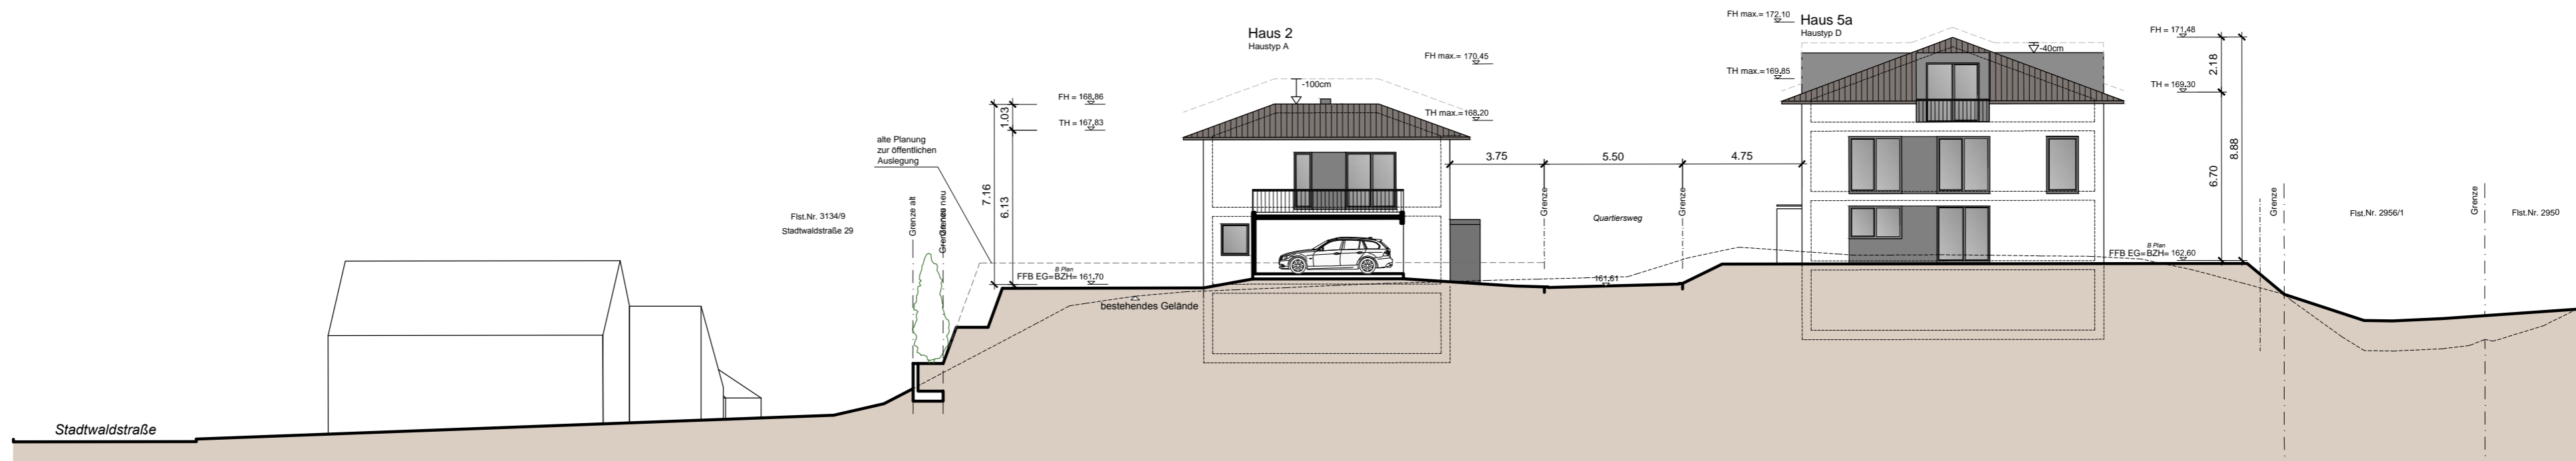 Haus 2
Haustyp A
FH max.= 172.10
Haus 5a
Haustyp D
FH = 171.48
-40cm
FH max.= 170.45
TH max.=169.85
2.18
-100cm
TH = 169.30
FH = 168.86
1.03
TH = 167.83
TH max.=168.20
alte Planung
zur öffentlichen
Auslegung
3.75
5.50
4.75
8.88
6.70
7.16
6.13
Flst.Nr. 3134/9
Stadtwaldstraße 29
Grenze alt
Grenze neu
Grenze
Grenze
Quartiersweg
Grenze
Flst.Nr. 2956/1
Grenze
Flst.Nr. 2950
B Plan
FFB EG=BZH= 161.70
161.61
B Plan
FFB EG=BZH= 162.60
bestehendes Gelände
Stadtwaldstraße